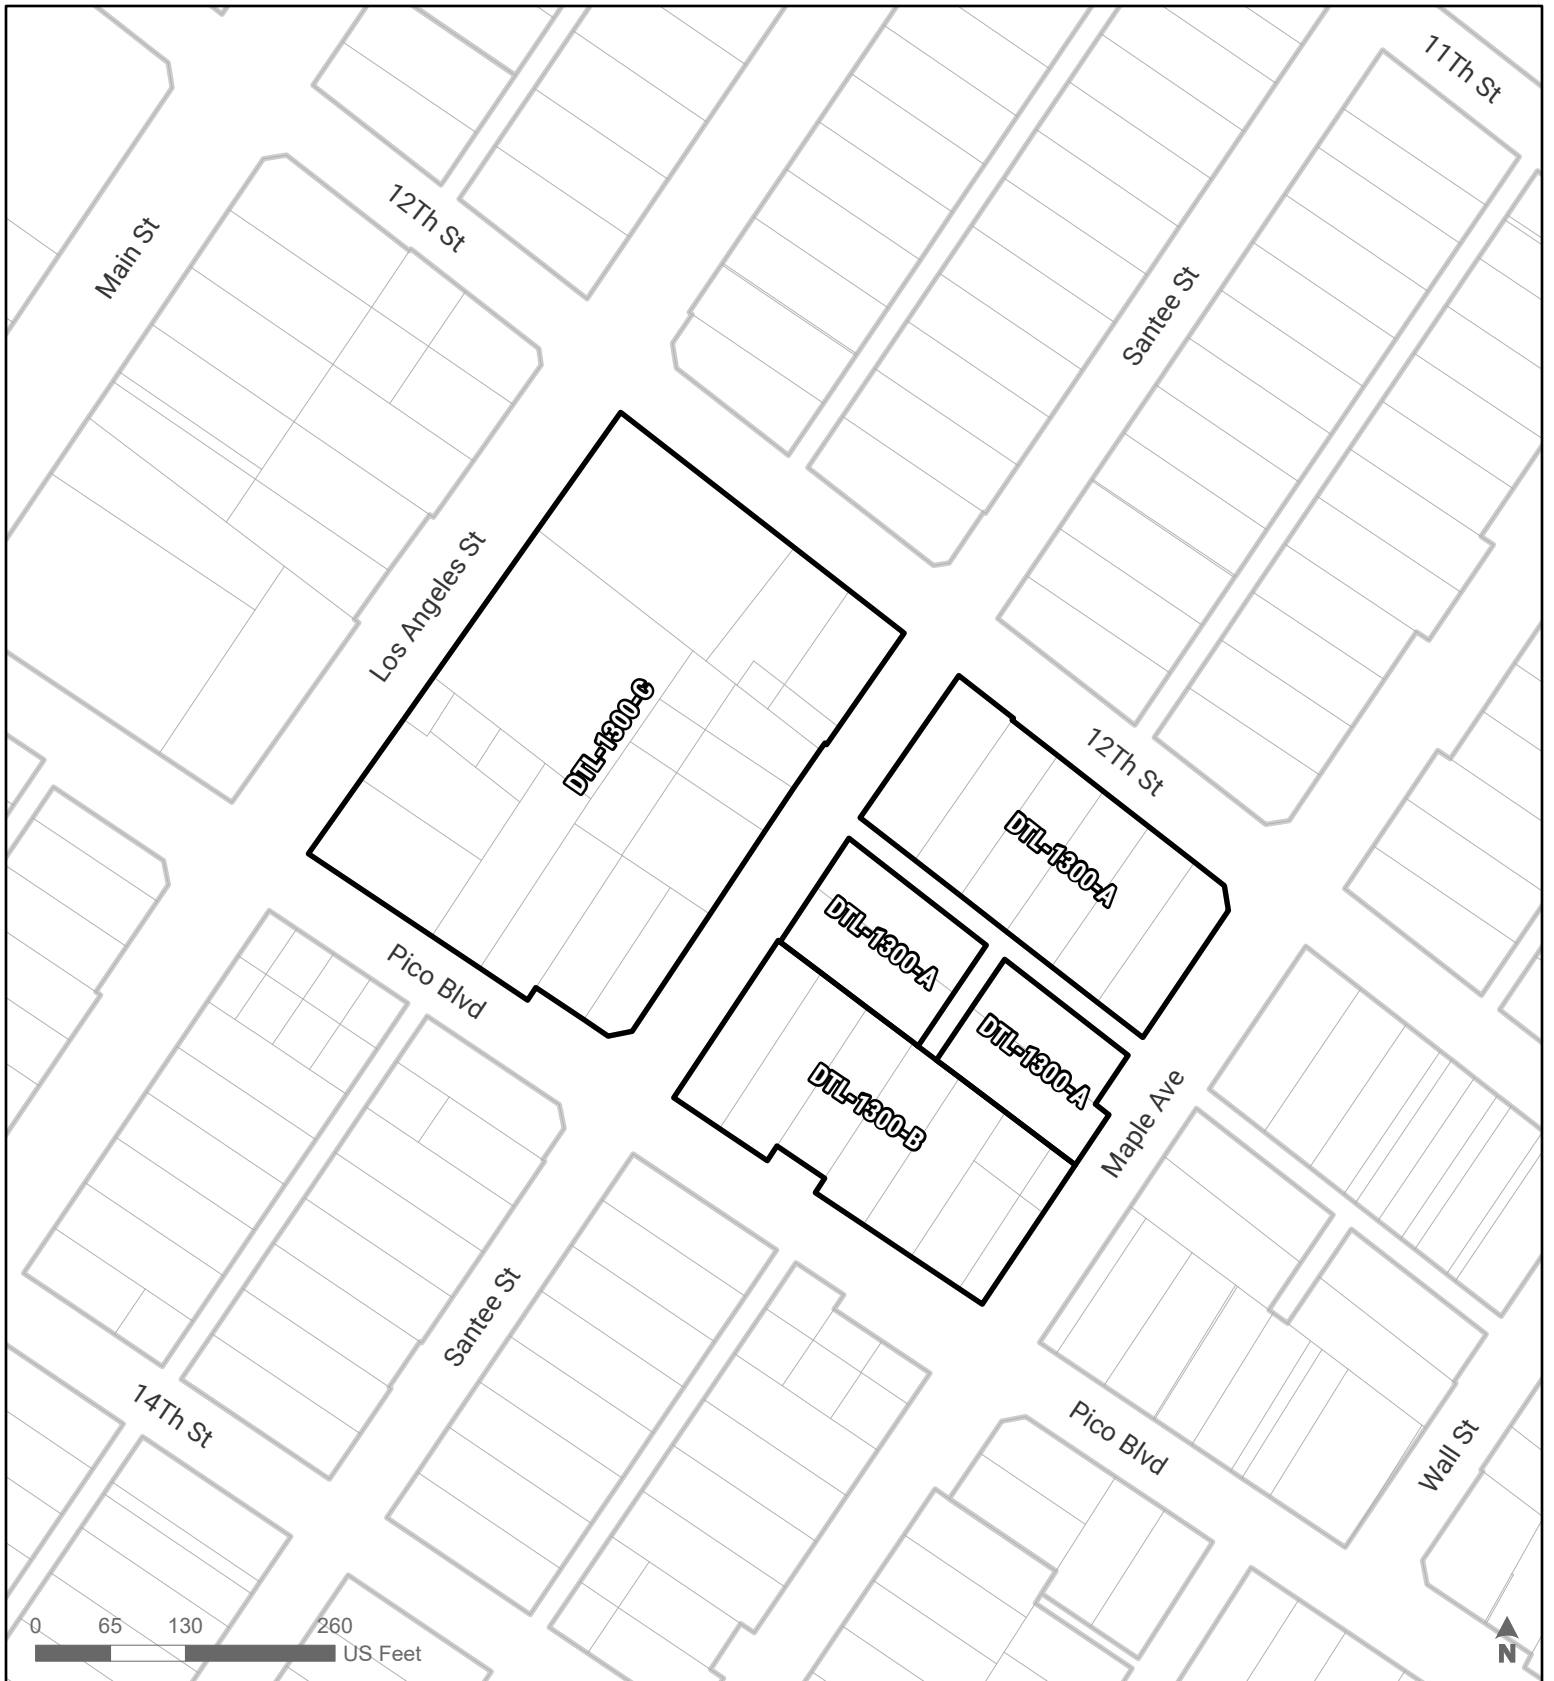 11Th St
12Th St
Main St
Santee St
Los Angeles St
DTL-1300-C
12Th St
DTL-1300-A
DTL-1300-A
Pico Blvd
DTL-1300-A
DTL-1300-B
Maple Ave
Santee St
14Th St
Pico Blvd
Wall St
0 65 130 260
US Feet
N